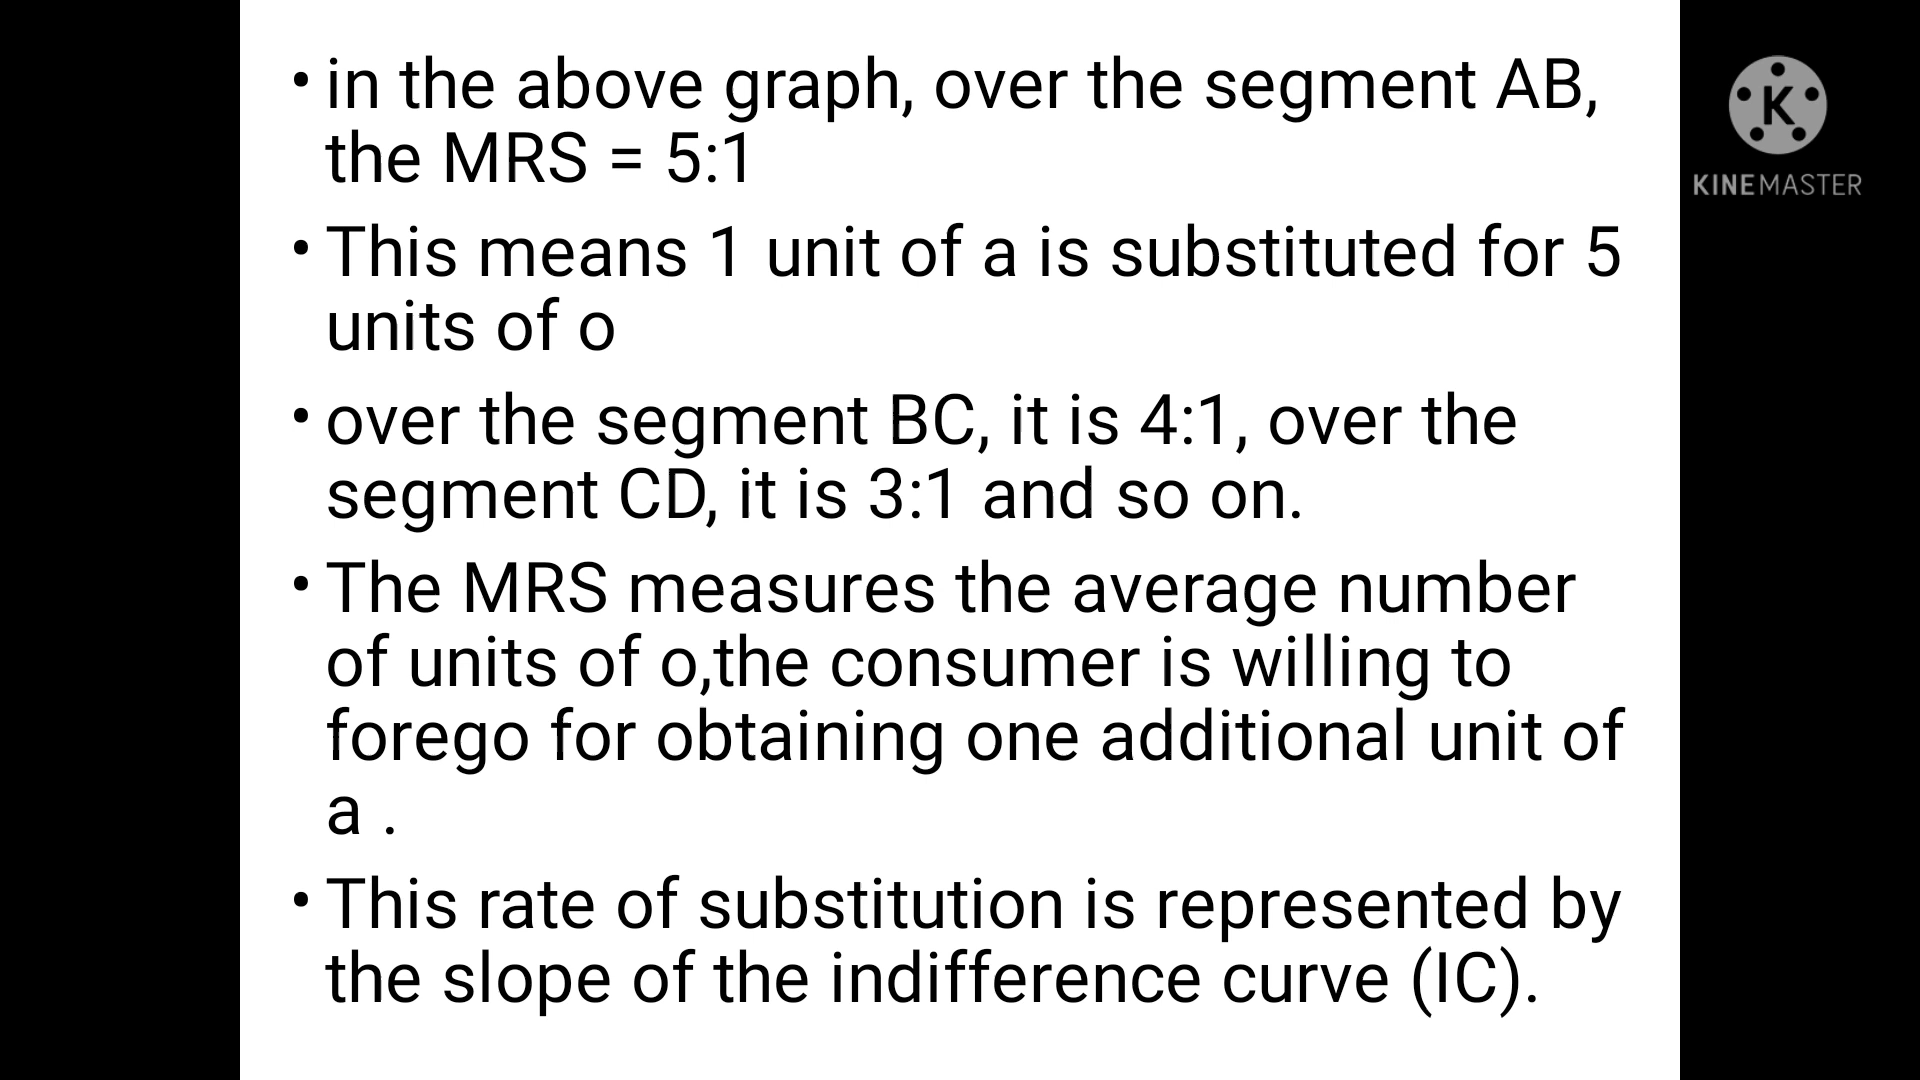 • in the above graph, over the segment AB,
the MRS = 5:1
• This means 1 unit of a is substituted for 5
units of o
• over the segment BC, it is 4:1, over the
segment CD, it is 3:1 and so on.
• The MRS measures the average number
of units of o,the consumer is willing to
forego for obtaining one additional unit of
a .
• This rate of substitution is represented by
the slope of the indifference curve (IC).
K
KINEMASTER